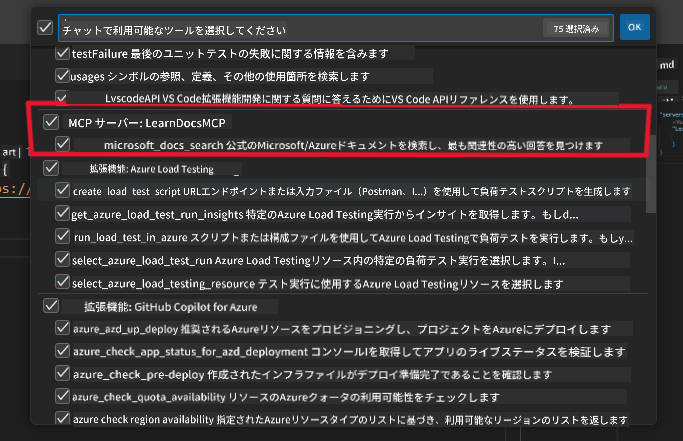 チャットで利用可能なツールを選択してください
75 選択済み
OK
testFailure 最後のユニットテストの失敗に関する情報を含みます
usages シンボルの参照、定義、その他の使用箇所を検索します
LvscodeAPI VS Code拡張機能開発に関する質問に答えるためにVS Code APIリファレンスを使用します。
MCP サーバー: LearnDocsMCP
microsoft_docs_search 公式のMicrosoft/Azureドキュメントを検索し、最も関連性の高い回答を見つけます
拡張機能: Azure Load Testing
create_load_test_script URLエンドポイントまたは入力ファイル（Postman、I...）を使用して負荷テストスクリプトを生成します
get_azure_load_test_run_insights 特定のAzure Load Testing実行からインサイトを取得します。もしd...
run_load_test_in_azure スクリプトまたは構成ファイルを使用してAzure Load Testingで負荷テストを実行します。もしy...
select_azure_load_test_run Azure Load Testingリソース内の特定の負荷テスト実行を選択します。I...
select_azure_load_testing_resource テスト実行に使用するAzure Load Testingリソースを選択します
拡張機能: GitHub Copilot for Azure
azure_azd_up_deploy 推奨されるAzureリソースをプロビジョニングし、プロジェクトをAzureにデプロイします
azure_check_app_status_for_azd_deployment コンソールIを取得してアプリのライブステータスを検証します
azure_check_pre-deploy 作成されたインフラファイルがデプロイ準備完了であることを確認します
azure_check_quota_availability リソースのAzureクォータの利用可能性をチェックします
azure check region availability 指定されたAzureリソースタイプのリストに基づき、利用可能なリージョンのリストを返します
art|
{
s://
md
"servers